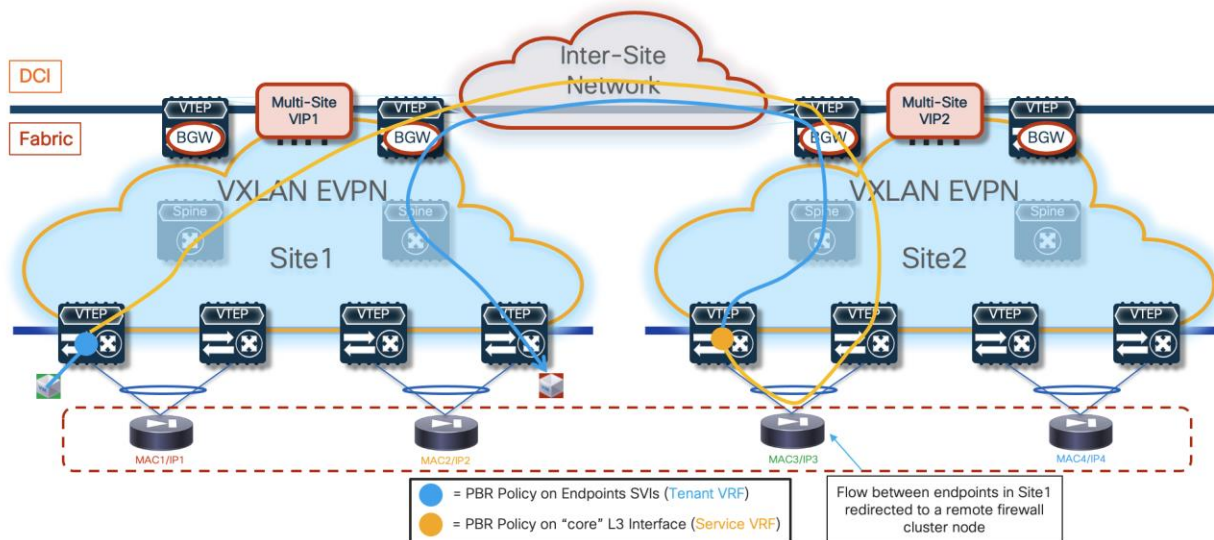 DCI
Fabric
Inter-Site
Network
VTEP
BGW
Multi-Site
VIP1
VTEP
BGW
VTEP
BGW
Multi-Site
VIP2
VTEP
BGW
VXLAN EVPN
Spine
Spine
Site1
VXLAN EVPN
Spine
Spine
Site2
VTEP
VTEP
VTEP
VTEP
VTEP
VTEP
VTEP
VTEP
MAC1/IP1
MAC2/IP2
MAC3/IP3
MAC4/IP4
= PBR Policy on Endpoints SVIs (Tenant VRF)
= PBR Policy on “core” L3 Interface (Service VRF)
Flow between endpoints in Site1
redirected to a remote firewall
cluster node